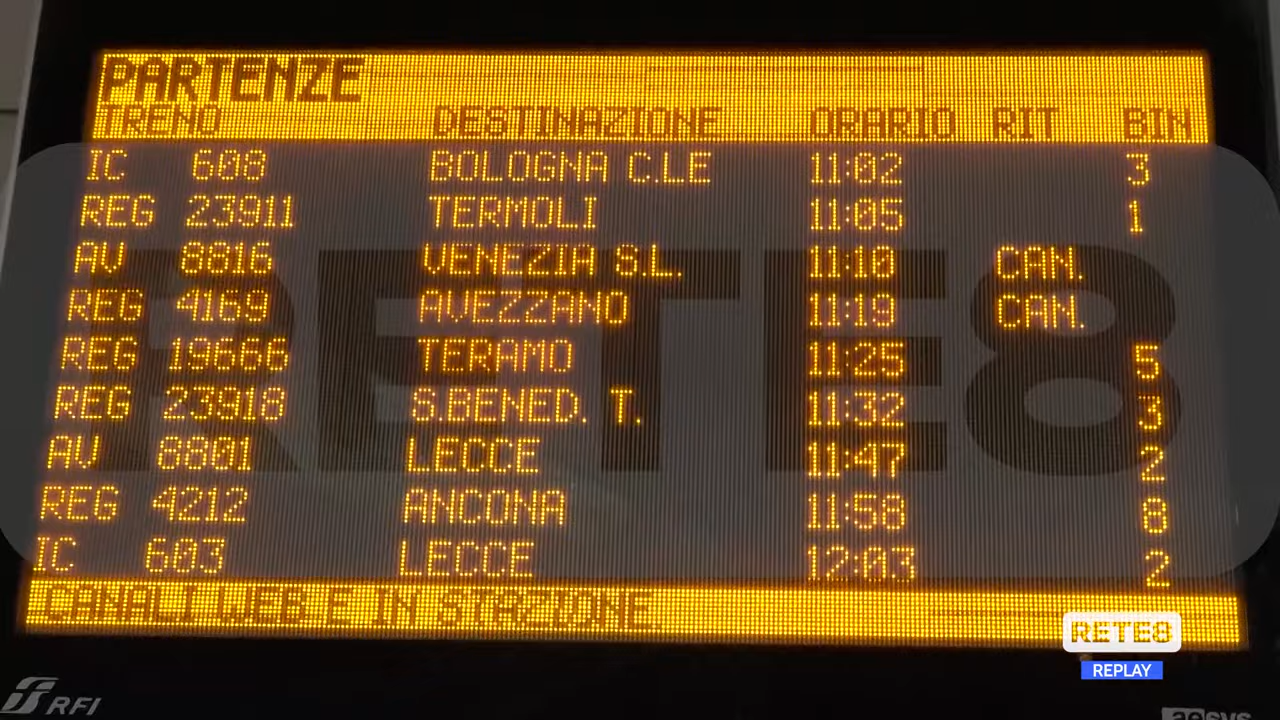 PARTENZE
TRENO DESTINAZIONE ORARIO RIT BIN
IC 608 BOLOGNA C.LE 11:02 3
REG 23911 TERMOLI 11:05 1
AV 8816 VENEZIA S.L. 11:10 CAN.
REG 4169 AVEZZANO 11:19 CAN.
REG 19666 TERAMO 11:25 5
REG 23918 S.BENED. T. 11:32 3
AV 8801 LECCE 11:47 2
REG 4212 ANCONA 11:58 8
IC 603 LECCE 12:03 2
CANALI WEB E IN STAZIONE.
RETE8
RETE8
REPLAY
RFI
aesys